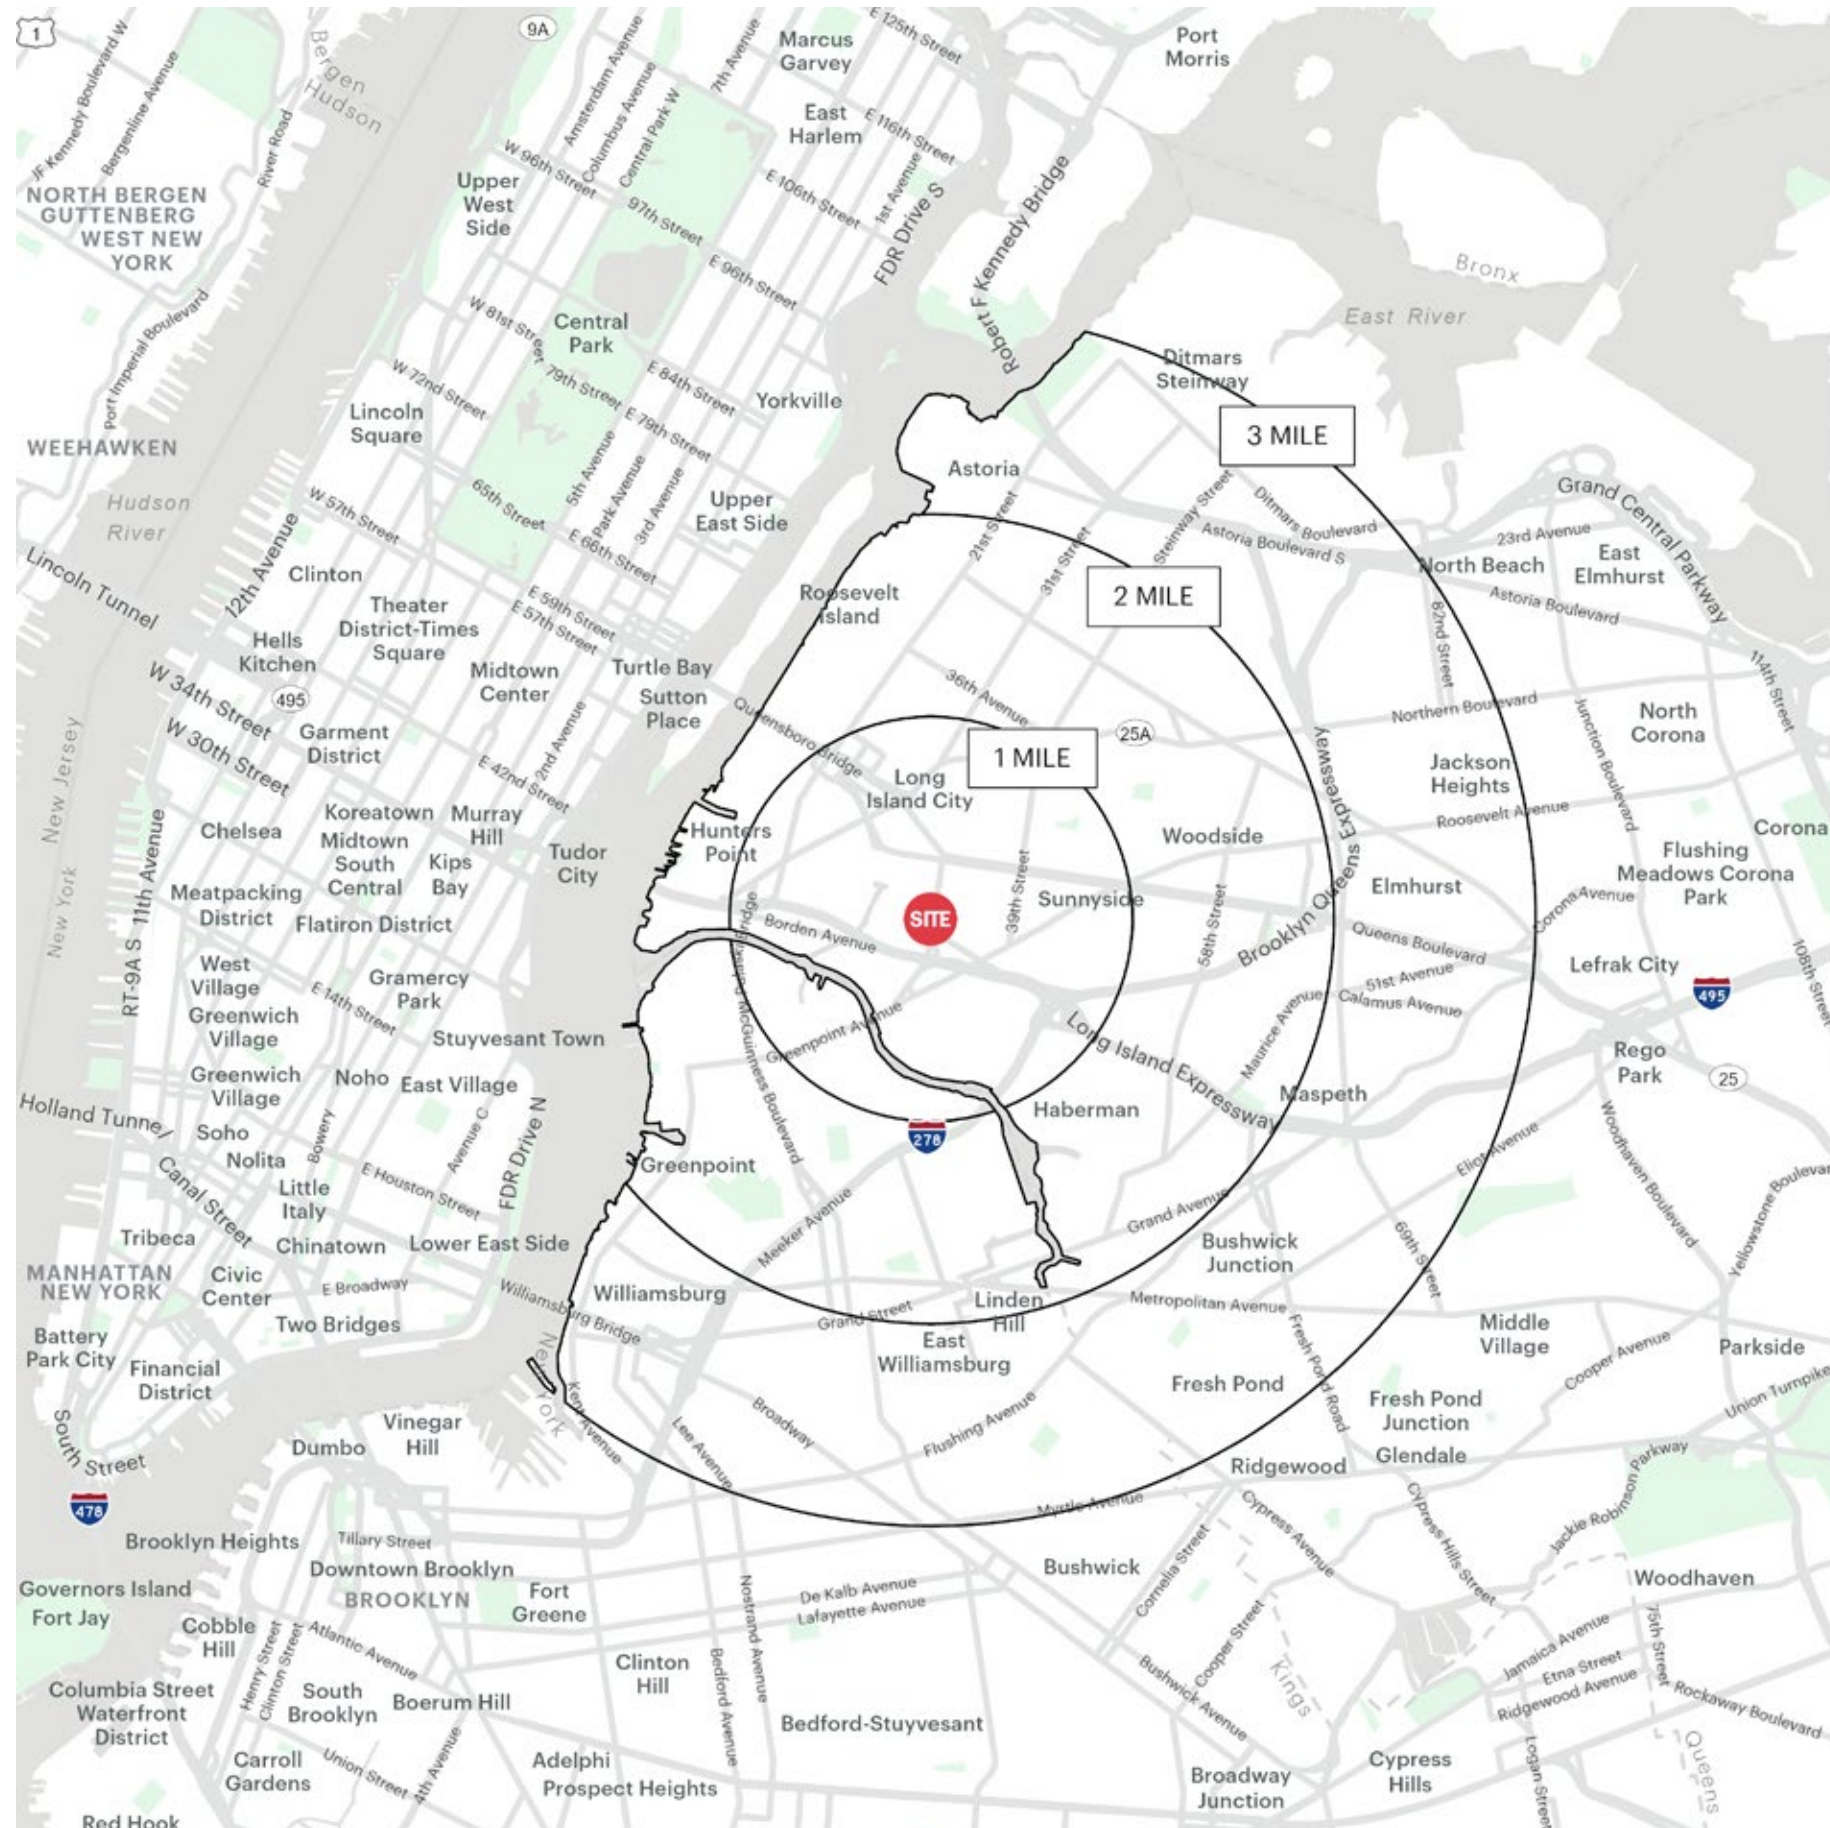 1
9A
Bergen
Hudson
Marcus
Garvey
E 125th Street
Port
Morris
JF Kennedy Boulevard W
Bergenline Avenue
River Road
Amsterdam Avenue
Columbus Avenue
Central Park W
7th Avenue
East
Harlem
E 116th Street
NORTH BERGEN
GUTTENBERG
WEST NEW
YORK
Upper
West
Side
W 96th Street
97th Street
E 106th Street
1st Avenue
FDR Drive S
Robert F Kennedy Bridge
E 96th Street
Bronx
East River
Port Imperial Boulevard
W 81st Street
Central
Park
79th Street
E 84th Street
E 79th Street
Yorkville
Ditmars
Steinway
W 72nd Street
Lincoln
Square
WEEHAWKEN
3 MILE
Hudson
River
5th Avenue
Park Avenue
3rd Avenue
65th Street
W 57th Street
Upper
East Side
E 66th Street
Astoria
21st Street
31st Street
Steinway Street
Ditmars Boulevard
Astoria Boulevard S
Grand Central Parkway
23rd Avenue
North Beach
East
Elmhurst
Astoria Boulevard
Lincoln Tunnel
12th Avenue
Clinton
Theater
District-Times
Square
E 59th Street
E 57th Street
Roosevelt
Island
2 MILE
82nd Street
114th Street
Hells
Kitchen
495
W 34th Street
W 30th Street
Midtown
Center
Turtle Bay
Sutton
Place
36th Avenue
Queensboro Bridge
25A
Northern Boulevard
Junction Boulevard
North
Corona
Garment
District
E 42nd Street
2nd Avenue
1 MILE
Long
Island City
Jackson
Heights
Roosevelt Avenue
Corona
New Jersey
New York
Chelsea
Koreatown
Midtown
South
Central
Murray
Hill
Kips
Bay
Tudor
City
Hunters
Point
Woodside
Brooklyn Queens Expressway
Expressway
Elmhurst
Flushing
Meadows Corona
Park
Meatpacking
District
Flatiron District
RT-9A S
11th Avenue
SITE
Borden Avenue
39th Street
Sunnyside
58th Street
Queens Boulevard
Corona Avenue
51st Avenue
Calamus Avenue
Lefrak City
495
108th Street
West
Village
Greenwich
Village
E 14th Street
Gramercy
Park
Stuyvesant Town
Pulaski Bridge
McGuinness Boulevard
Greenpoint Avenue
Long Island Expressway
Maurice Avenue
Maspeth
Rego
Park
25
Greenwich
Village
Noho
East Village
Holland Tunnel
Soho
Nolita
Bowery
Avenue C
FDR Drive N
Haberman
278
Canal Street
Little
Italy
E Houston Street
Greenpoint
Meeker Avenue
Eliot Avenue
Grand Avenue
Woodhaven Boulevard
Yellowstone Boulevar
Tribeca
Chinatown
Lower East Side
MANHATTAN
NEW YORK
Civic
Center
E Broadway
Two Bridges
Williamsburg Bridge
Williamsburg
Grand Street
Linden
Hill
Bushwick
Junction
Metropolitan Avenue
69th Street
Battery
Park City
Financial
District
New York
East
Williamsburg
Fresh Pond Road
Middle
Village
Cooper Avenue
Parkside
Union Turnpike
South Street
Vinegar
Hill
Dumbo
Kent Avenue
Lee Avenue
Broadway
Flushing Avenue
Fresh Pond
Fresh Pond
Junction
Glendale
Ridgewood
478
Myrtle Avenue
Cypress Avenue
Cypress Hills Street
Jackie Robinson Parkway
Brooklyn Heights
Tillary Street
Downtown Brooklyn
BROOKLYN
Fort
Greene
Governors Island
Fort Jay
Cobble
Hill
Nostrand Avenue
De Kalb Avenue
Lafayette Avenue
Bushwick
Cornelia Street
Cooper Street
Woodhaven
Jamaica Avenue
75th Street
Etna Street
Ridgewood Avenue
Rockaway Boulevard
Henry Street
Clinton Street
Atlantic Avenue
Columbia Street
Waterfront
District
South
Brooklyn
Boerum Hill
Clinton
Hill
Bedford Avenue
Bedford-Stuyvesant
Bushwick Avenue
Kings
Queens
Carroll
Gardens
Union Street
4th Avenue
Adelphi
Prospect Heights
Broadway
Junction
Cypress
Hills
Logan Street
Red Hook